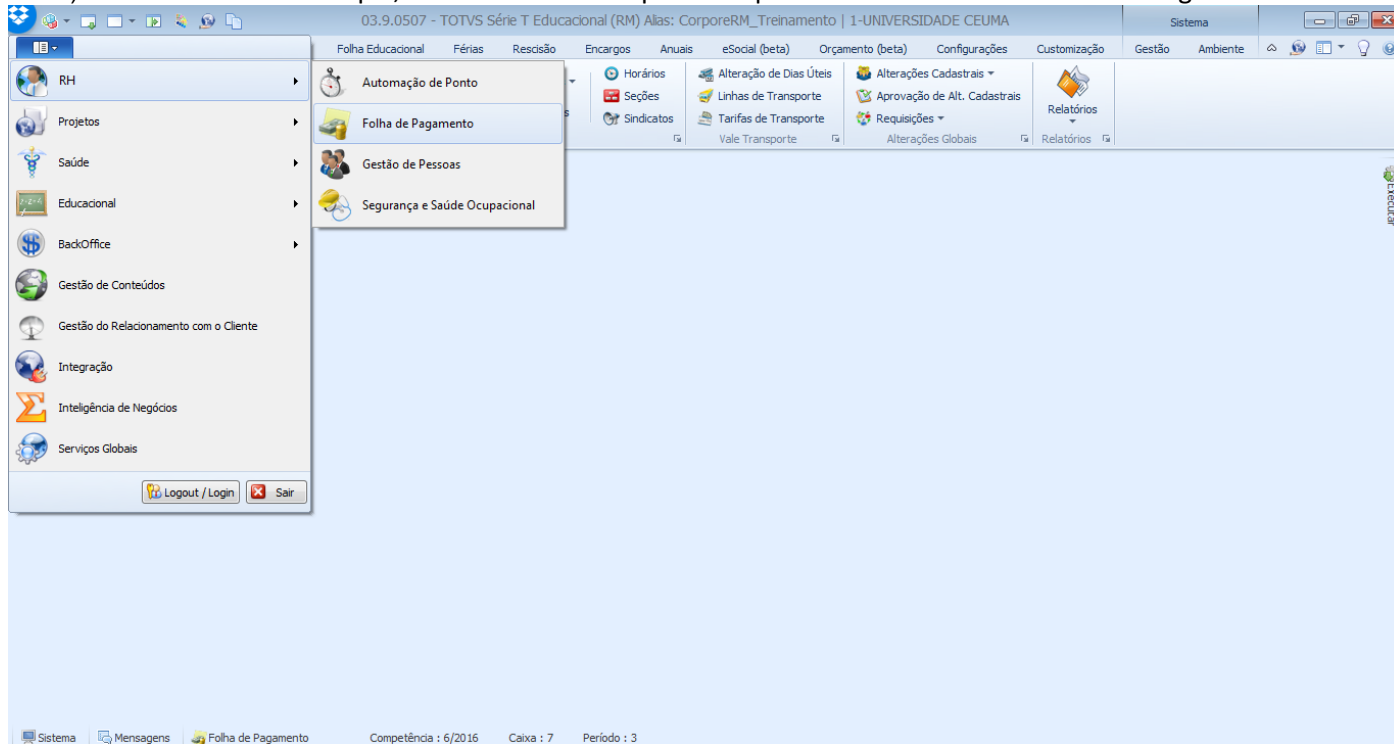 03.9.0507 - TOTVS Série T Educacional (RM) Alias: CorporeRM_Treinamento | 1-UNIVERSIDADE CEUMA
Sistema
Folha Educacional Férias Rescisão Encargos Anuais eSocial (beta) Orçamento (beta) Configurações Customização Gestão Ambiente
RH
Projetos
Saúde
Educacional
BackOffice
Gestão de Conteúdos
Gestão do Relacionamento com o Cliente
Integração
Inteligência de Negócios
Serviços Globais
Logout / Login Sair
Automação de Ponto
Folha de Pagamento
Gestão de Pessoas
Segurança e Saúde Ocupacional
Horários
Seções
Sindicatos
Alteração de Dias Úteis
Linhas de Transporte
Tarifas de Transporte
Vale Transporte
Alterações Cadastrais
Aprovação de Alt. Cadastrais
Requisições
Alterações Globais
Relatórios
Relatórios
Executar
Sistema Mensagens Folha de Pagamento Competência : 6/2016 Caixa : 7 Período : 3